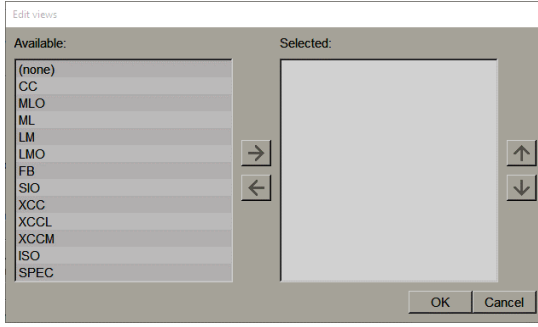 Edit views
Available:
Selected:
(none)
CC
MLO
ML
LM
LMO
FB
SIO
XCC
XCCL
XCCM
ISO
SPEC
OK
Cancel